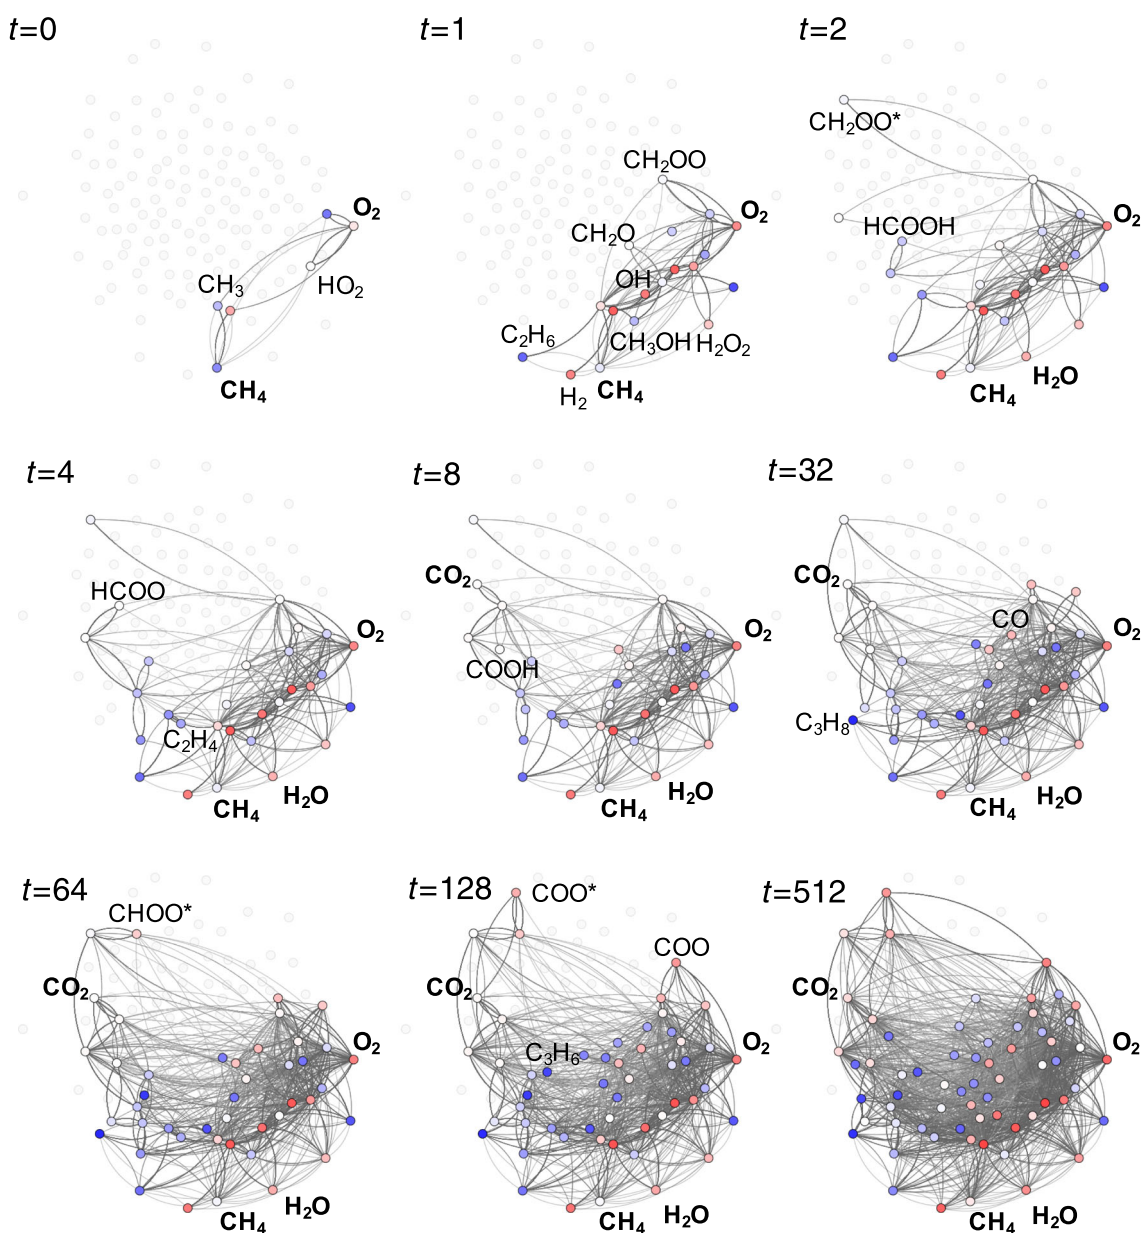 t=0
O₂
CH₃
HO₂
CH₄
t=1
CH₂OO
O₂
CH₂O
OH
C₂H₆
CH₃OH
H₂O₂
H₂
CH₄
t=2
CH₂OO*
O₂
HCOOH
H₂O
CH₄
t=4
HCOO
O₂
C₂H₄
H₂O
CH₄
t=8
CO₂
O₂
COOH
H₂O
CH₄
t=32
CO₂
CO
O₂
C₃H₈
CH₄
H₂O
t=64
CHOO*
CO₂
O₂
H₂O
CH₄
t=128
COO*
COO
CO₂
O₂
C₃H₆
CH₄
H₂O
t=512
CO₂
O₂
CH₄
H₂O